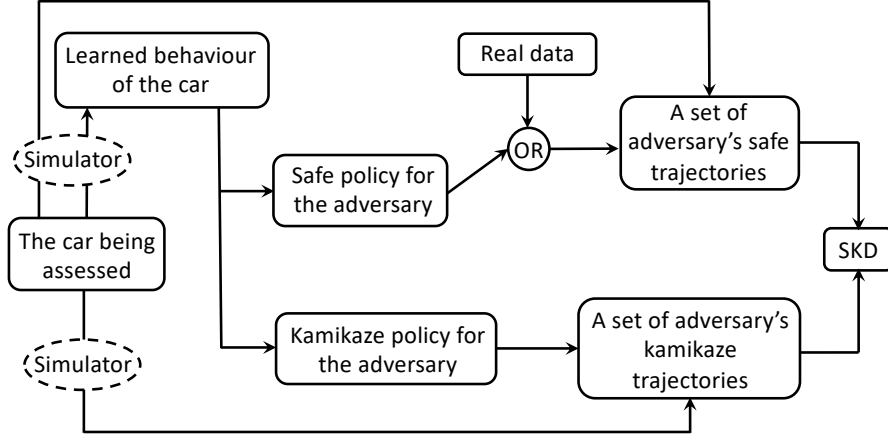 Learned behaviour
of the car
Real data
A set of
adversary's safe
trajectories
OR
Simulator
Safe policy for
the adversary
The car being
assessed
SKD
Kamikaze policy for
the adversary
A set of adversary's
kamikaze
trajectories
Simulator